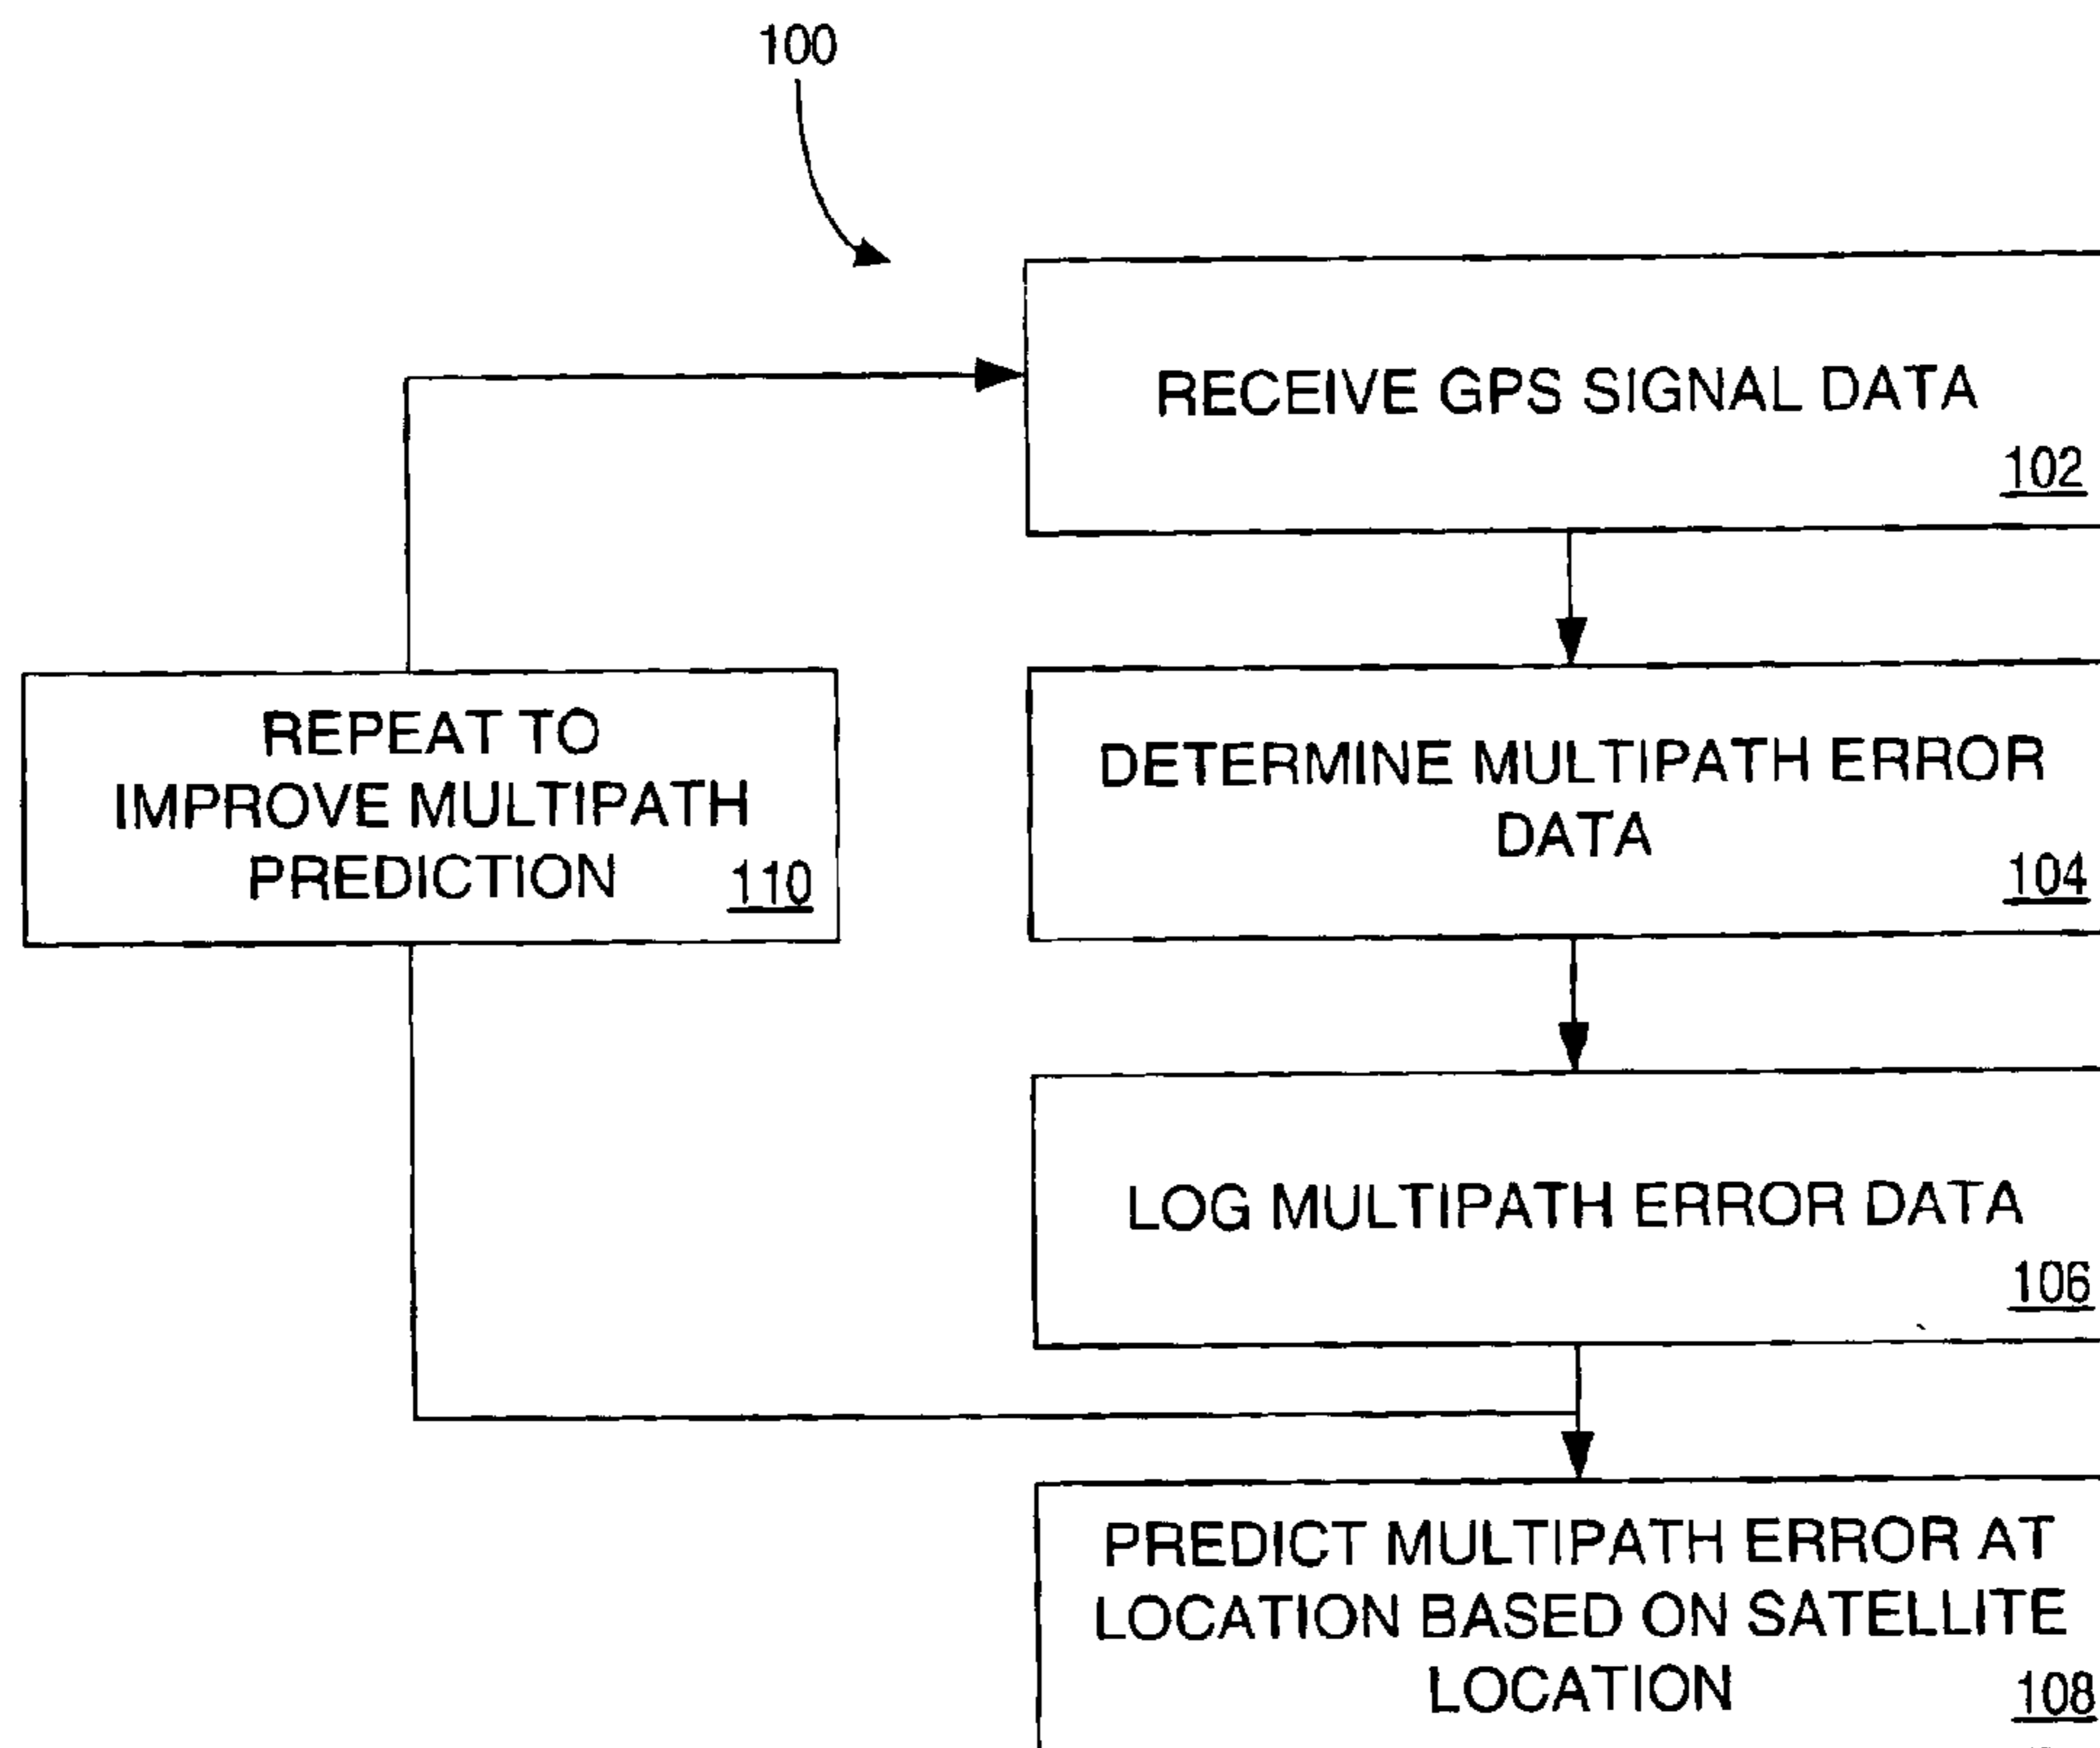 100
RECEIVE GPS SIGNAL DATA
102
DETERMINE MULTIPATH ERROR
DATA
104
LOG MULTIPATH ERROR DATA
106
PREDICT MULTIPATH ERROR AT
LOCATION BASED ON SATELLITE
LOCATION
108
REPEAT TO
IMPROVE MULTIPATH
PREDICTION
110